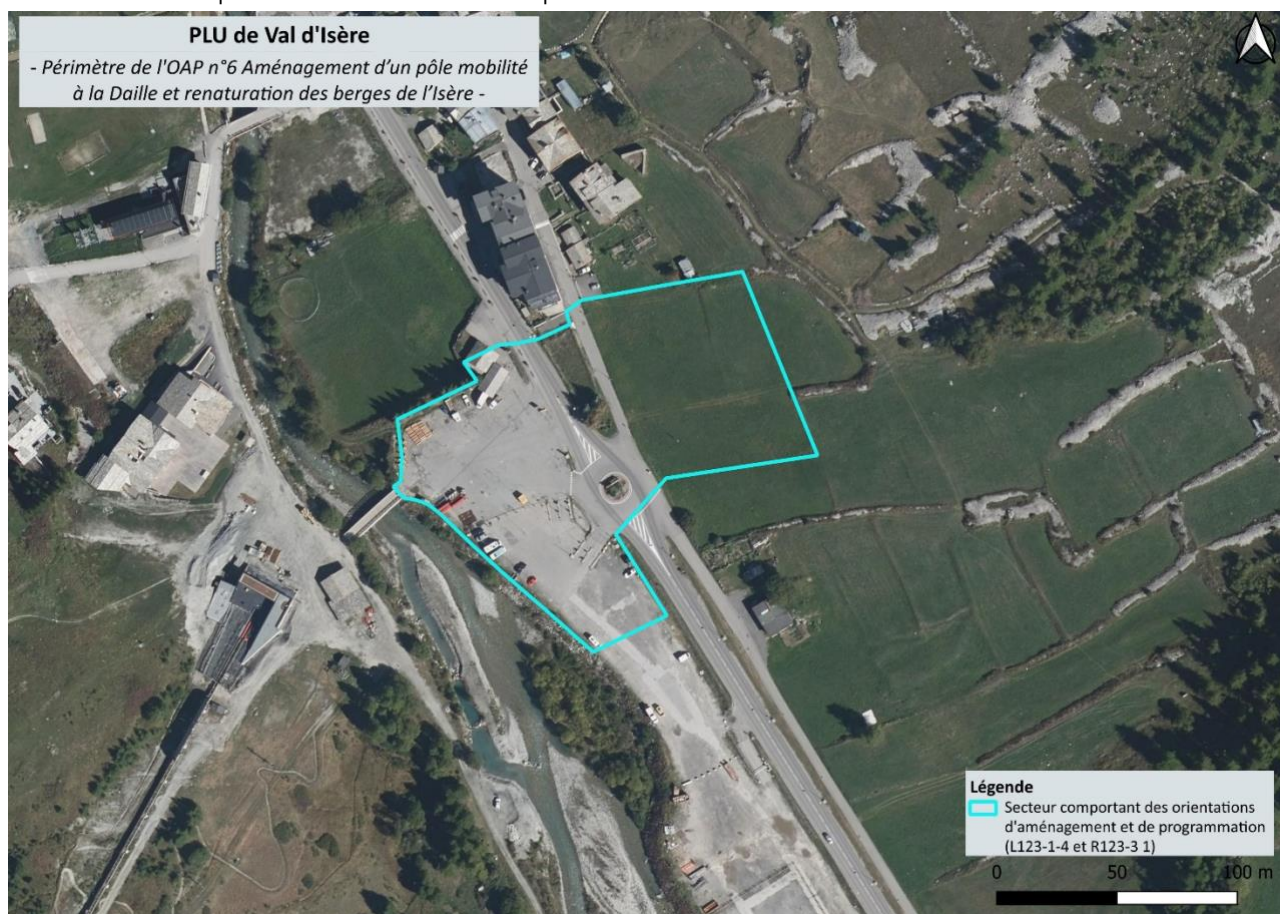 PLU de Val d'Isère
- Périmètre de l'OAP n°6 Aménagement d'un pôle mobilité
à la Daille et renaturation des berges de l'Isère -
Légende
Secteur comportant des orientations
d'aménagement et de programmation
(L123-1-4 et R123-3 1)
0 50 100 m